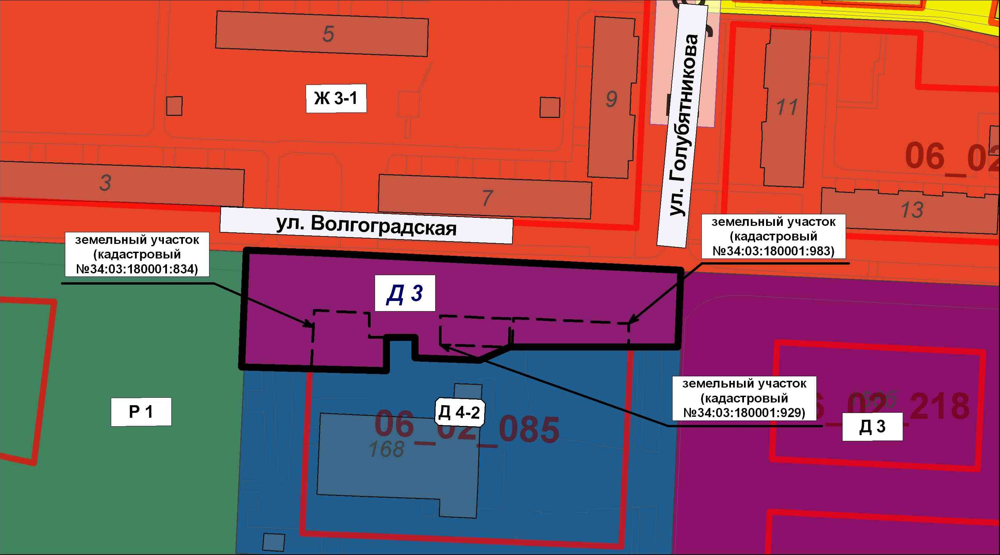 5
9
11
Ж 3-1
ул. Голубятникова
06_02
3
7
13
ул. Волгоградская
земельный участок
(кадастровый
№34:03:180001:983)
земельный участок
(кадастровый
№34:03:180001:834)
Д 3
земельный участок
(кадастровый
№34:03:180001:929)
6_02_218
Р 1
Д 4-2
06_02_085
Д 3
168